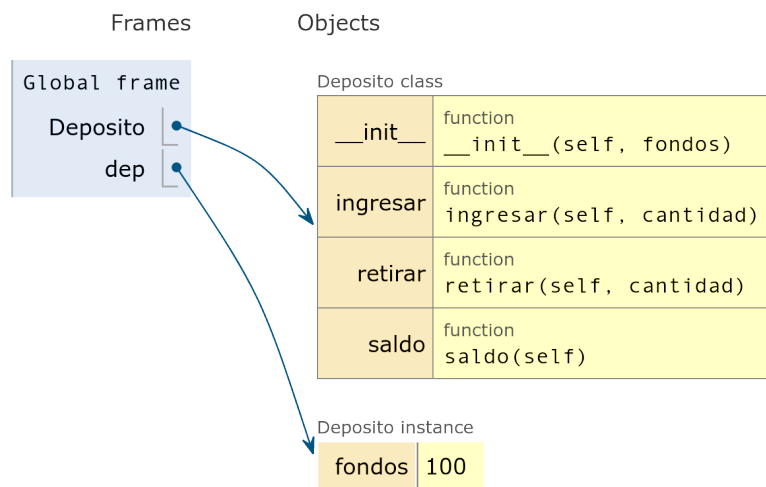 Frames Objects
Global frame
Deposito
dep
Deposito class
__init__ function
__init__(self, fondos)
ingresar function
ingresar(self, cantidad)
retirar function
retirar(self, cantidad)
saldo function
saldo(self)
Deposito instance
fondos 100